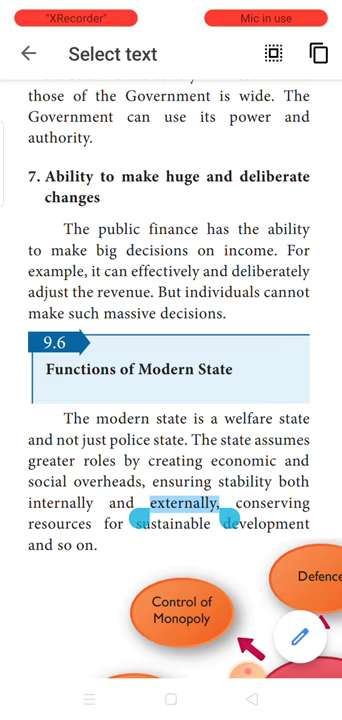 "XRecorder"
Mic in use
Select text
those of the Government is wide. The
Government can use its power and
authority.
7. Ability to make huge and deliberate
changes
The public finance has the ability
to make big decisions on income. For
example, it can effectively and deliberately
adjust the revenue. But individuals cannot
make such massive decisions.
9.6
Functions of Modern State
The modern state is a welfare state
and not just police state. The state assumes
greater roles by creating economic and
social overheads, ensuring stability both
internally and externally, conserving
resources for sustainable development
and so on.
Defence
Control of
Monopoly